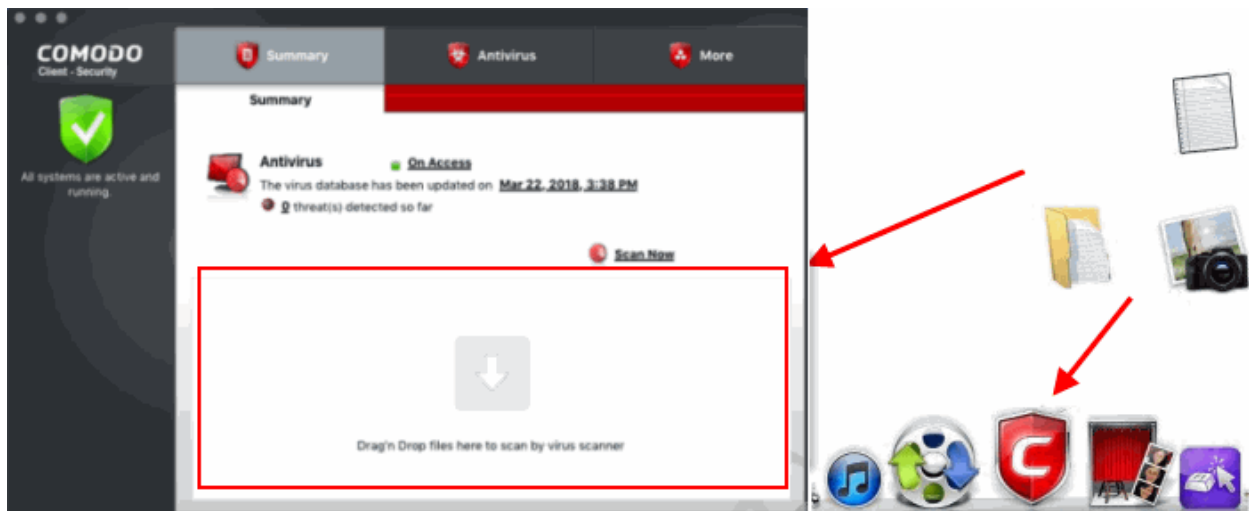 COMODO
Client - Security
Summary
Antivirus
More
Summary
All systems are active and
running.
Antivirus
On Access
The virus database has been updated on Mar 22, 2018, 3:38 PM
0 threat(s) detected so far
Scan Now
Drag'n Drop files here to scan by virus scanner
C